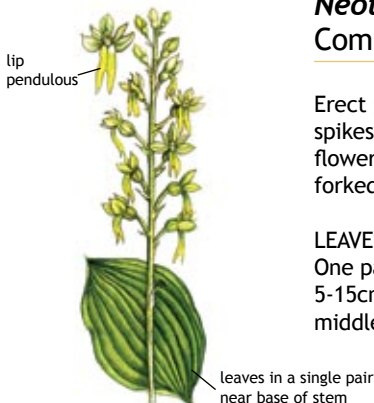 lip
pendulous
Neot
Com
Erect
spikes
flower
forked
LEAVE
One pa
5-15cm
middle
leaves in a single pair
near base of stem